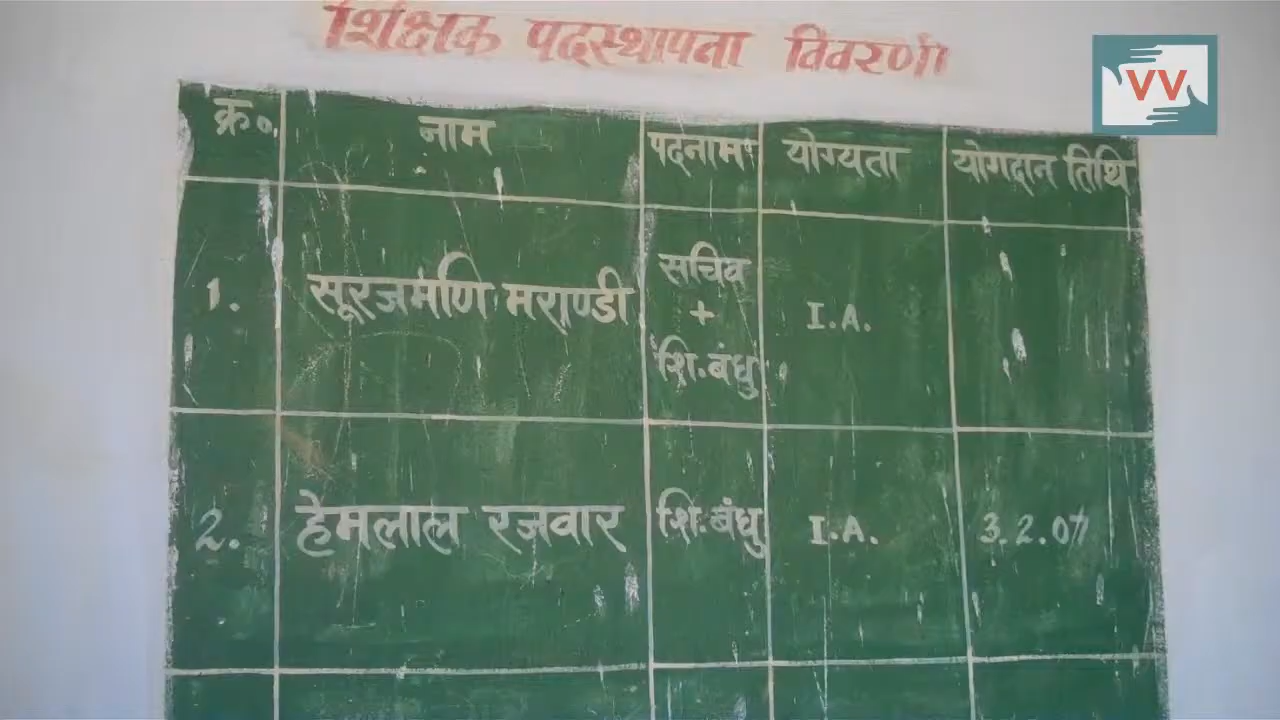 शिक्षक पदस्थापना विवरणी
VV
क्र० नाम पदनाम योग्यता योगदान तिथि
1. सूरजमणि मराण्डी सचिव + शि.बंधु I.A.
2. हेमलाल रजवार शि.बंधु I.A. 3.2.07